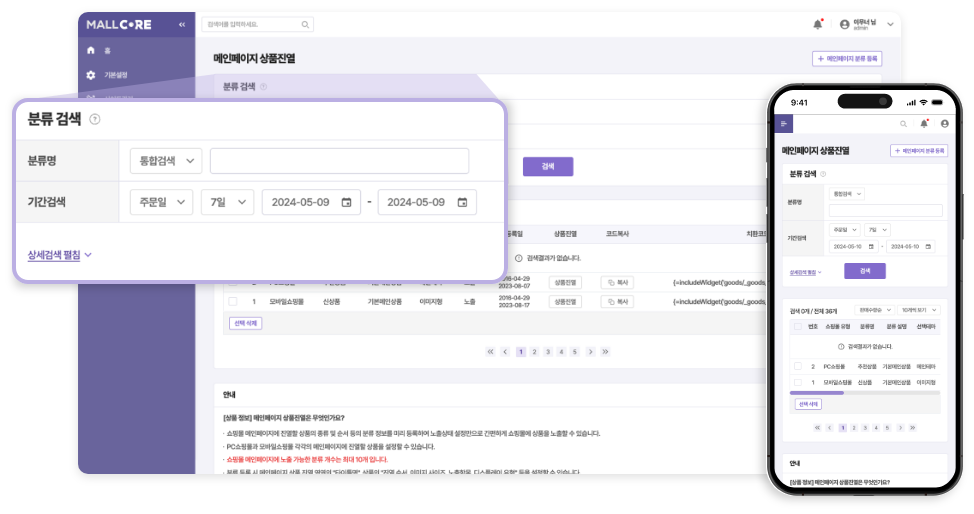 MALLCORE
«
검색어를 입력하세요.
이무너 님
admin
홈
기본설정
메인페이지 상품진열
+ 메인페이지 분류 등록
분류 검색
분류 검색
분류명
통합검색
기간검색
주문일
7일
2024-05-09
-
2024-05-09
상세검색 펼침
검색
등록일
상품진열
코드복사
치환코드
검색결과가 없습니다.
2018-04-29
2023-08-07
상품진열
복사
{=includeWidget('goods/_goods_
1
모바일쇼핑몰
신상품
기본메인상품
이미지형
노출
2016-04-29
2023-08-17
상품진열
복사
{=includeWidget('goods/_goods_
선택 삭제
« < 1 2 3 4 5 > »
안내
[상품 정보] 메인페이지 상품진열은 무엇인가요?
· 쇼핑몰 메인페이지에 진열할 상품의 종류 및 순서 등의 분류 정보를 미리 등록하여 노출상태 설정만으로 간편하게 쇼핑몰에 상품을 노출할 수 있습니다.
· PC쇼핑몰과 모바일쇼핑몰 각각의 메인페이지에 진열할 상품을 설정할 수 있습니다.
· 쇼핑몰 메인페이지에 노출 가능한 분류 개수는 최대 10개 입니다.
9:41
메인페이지 상품진열
+ 메인페이지 분류 등록
분류 검색
분류명
통합검색
기간검색
주문일
7일
2024-05-10
-
2024-05-10
상세검색 펼침
검색
검색 0개 / 전체 36개
판매수량순
10개씩 보기
번호
쇼핑몰 유형
분류명
분류 설명
선택테마
검색결과가 없습니다.
2
PC쇼핑몰
추천상품
기본메인상품
메인테마
1
모바일쇼핑몰
신상품
기본메인상품
이미지형
선택 삭제
« < 1 2 3 4 5 > »
안내
[상품 정보] 메인페이지 상품진열은 무엇인가요?